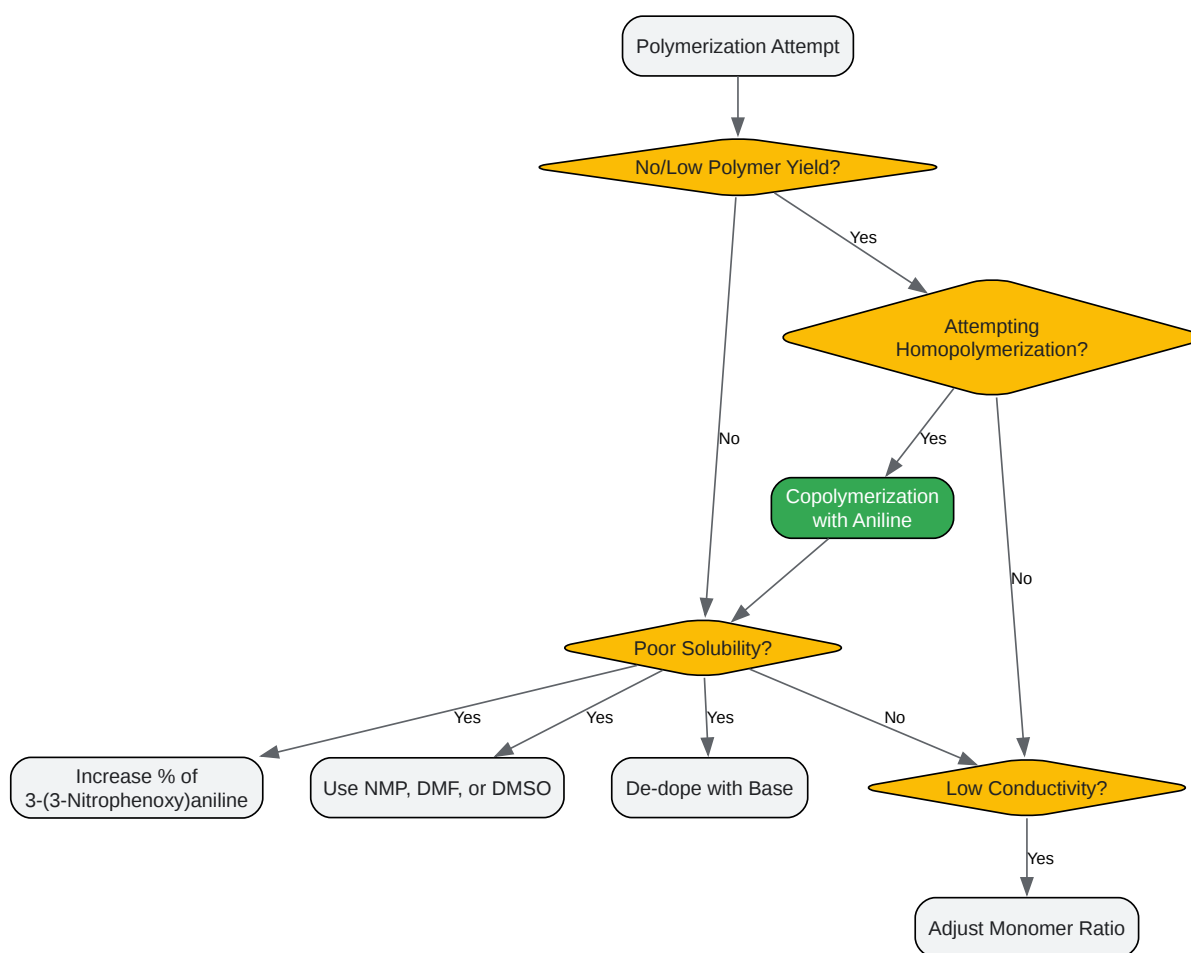 Polymerization Attempt
No/Low Polymer Yield?
Yes
Attempting
Homopolymerization?
No
Yes
Copolymerization
with Aniline
No
Poor Solubility?
Yes
Yes
Yes
No
Increase % of
3-(3-Nitrophenoxy)aniline
Use NMP, DMF, or DMSO
De-dope with Base
Low Conductivity?
Yes
Adjust Monomer Ratio